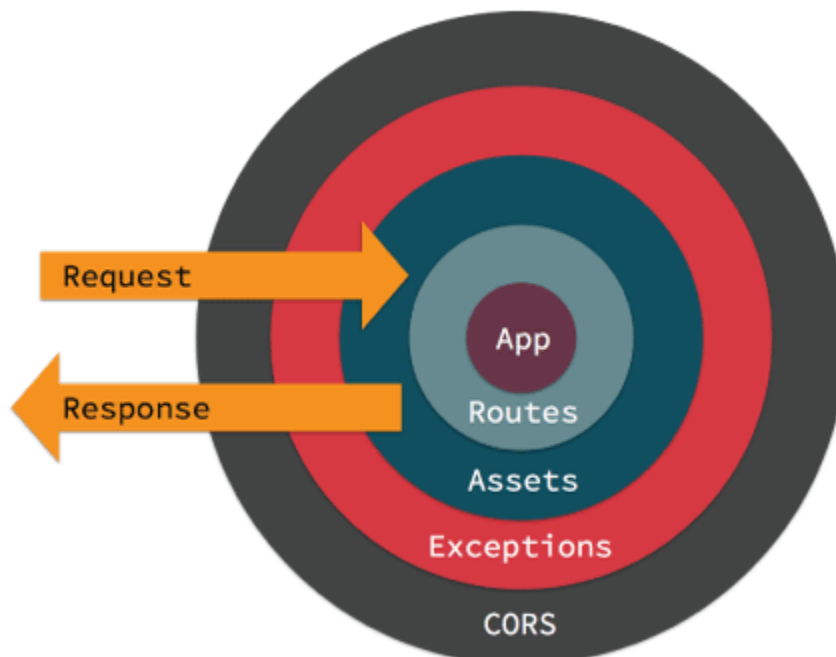 Request
App
Response
Routes
Assets
Exceptions
CORS